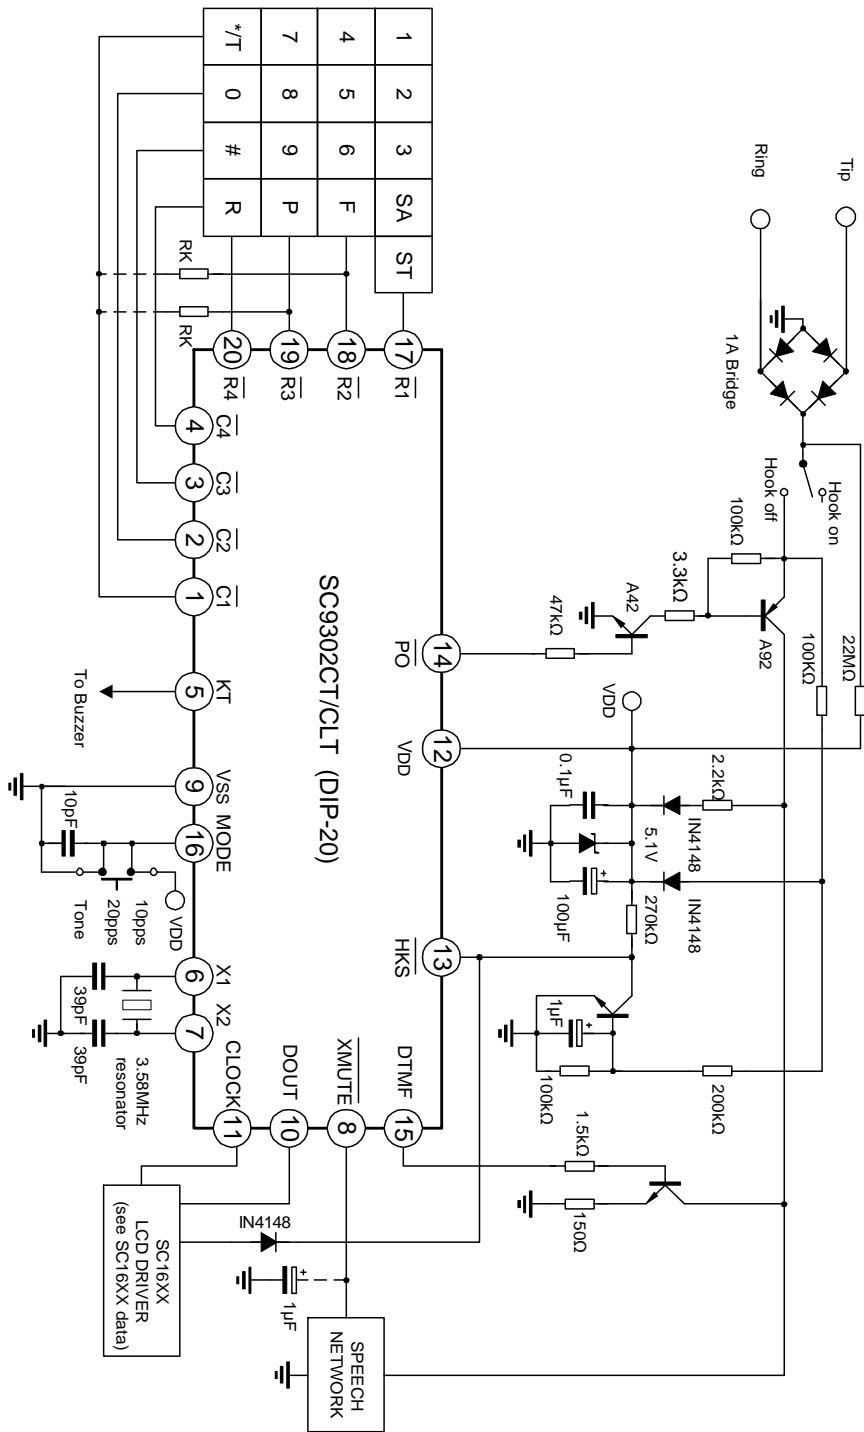 Tip
Ring
1A Bridge
Hook on
Hook off
22MΩ
100KΩ
100kΩ
A92
3.3kΩ
A42
47kΩ
VDD
2.2kΩ
IN4148
IN4148
0.1µF
5.1V
100µF
270kΩ
1µF
100kΩ
200kΩ
1.5kΩ
150Ω
1 2 3 SA ST
4 5 6 F
7 8 9 P
*/T 0 # R
RK
RK
17 R1
18 R2
19 R3
20 R4
4 C4
3 C3
2 C2
1 C1
14 PO
12 VDD
13 HKS
15 DTMF
8 XMUTE
10 DOUT
11 CLOCK
5 KT
9 VSS
16 MODE
6 X1
7 X2
SC9302CT/CLT (DIP-20)
To Buzzer
10pF
VDD
10pps
20pps
Tone
39pF
39pF
3.58MHz
resonator
IN4148
1µF
SC16XX
LCD DRIVER
(see SC16XX data)
SPEECH
NETWORK